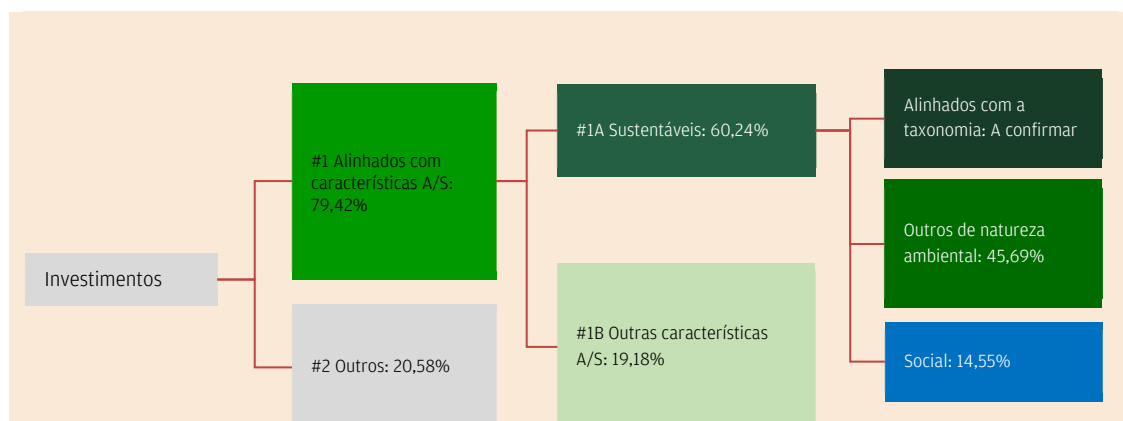 Investimentos
#1 Alinhados com
características A/S:
79,42%
#2 Outros: 20,58%
#1A Sustentáveis: 60,24%
#1B Outras características
A/S: 19,18%
Alinhados com a
taxonomia: A confirmar
Outros de natureza
ambiental: 45,69%
Social: 14,55%